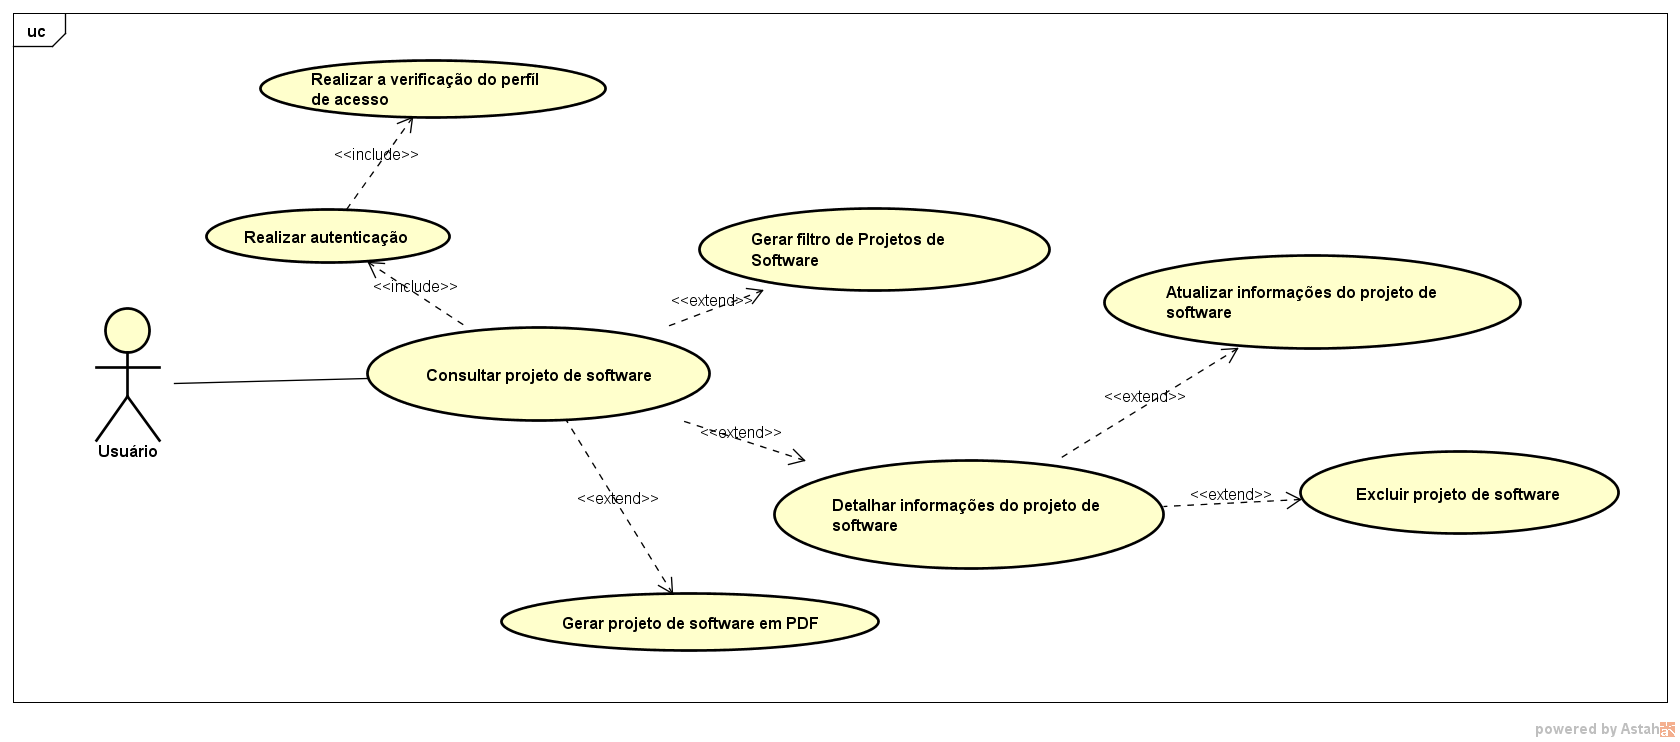 uc
Realizar a verificação do perfil
de acesso
<<include>>
Realizar autenticação
<<include>>
Gerar filtro de Projetos de
Software
<<extend>>
Atualizar informações do projeto de
software
Usuário
Consultar projeto de software
<<extend>>
<<extend>>
Detalhar informações do projeto de
software
<<extend>>
Excluir projeto de software
<<extend>>
Gerar projeto de software em PDF
powered by Astah